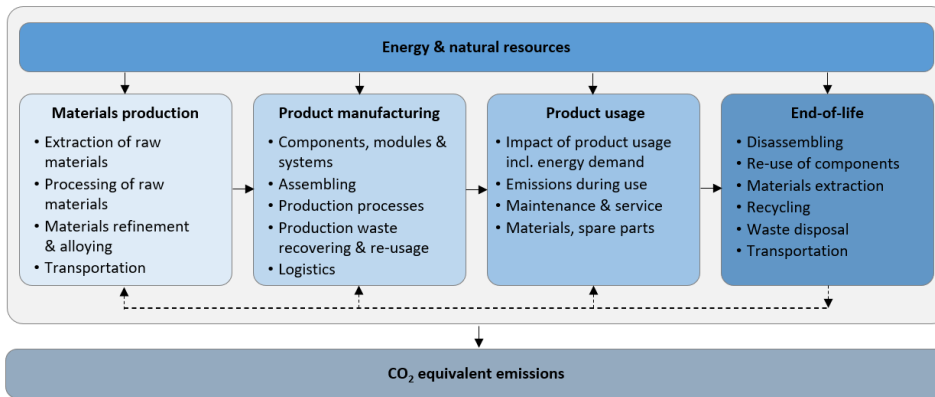 Energy & natural resources
Materials production
• Extraction of raw
materials
• Processing of raw
materials
• Materials refinement
& alloying
• Transportation
Product manufacturing
• Components, modules &
systems
• Assembling
• Production processes
• Production waste
recovering & re-usage
• Logistics
Product usage
• Impact of product usage
incl. energy demand
• Emissions during use
• Maintenance & service
• Materials, spare parts
End-of-life
• Disassembling
• Re-use of components
• Materials extraction
• Recycling
• Waste disposal
• Transportation
CO₂ equivalent emissions